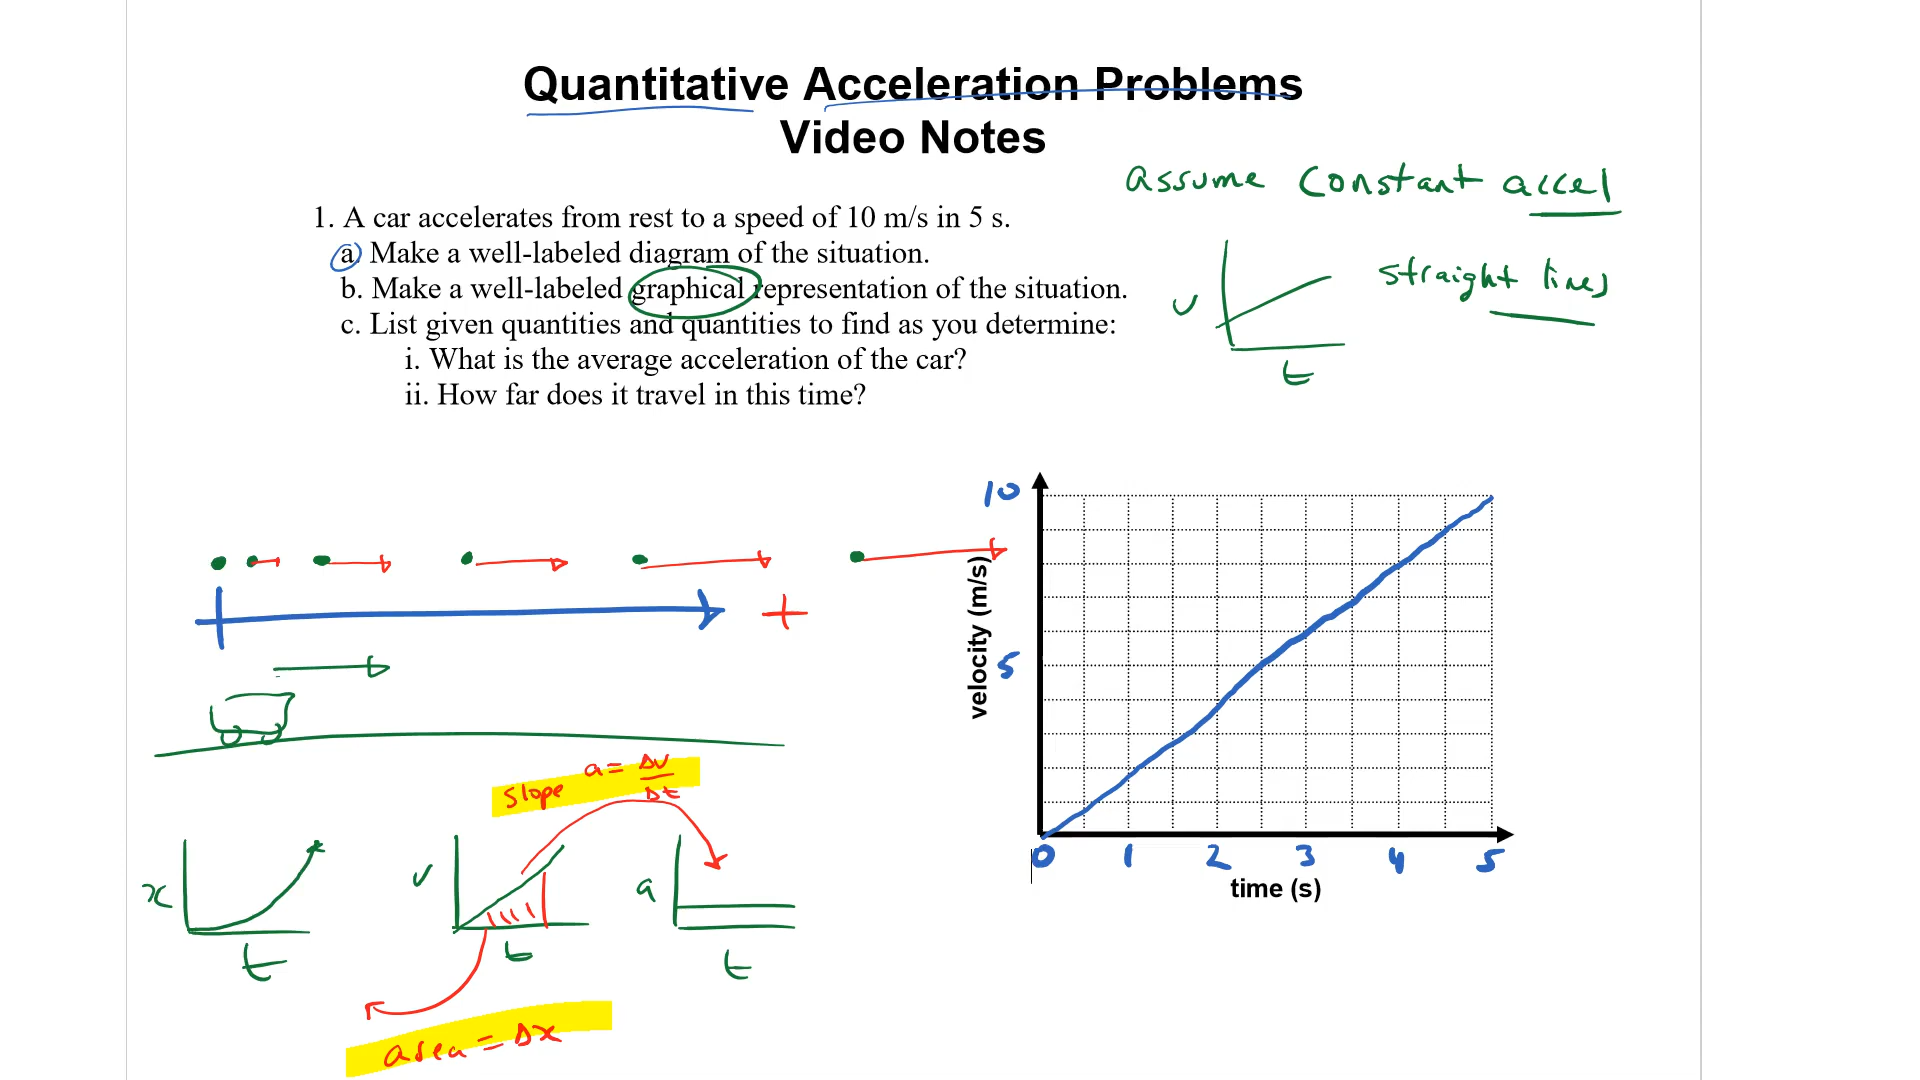 Quantitative Acceleration Problems
Video Notes
assume constant accel
1. A car accelerates from rest to a speed of 10 m/s in 5 s.
a. Make a well-labeled diagram of the situation.
b. Make a well-labeled graphical representation of the situation.
c. List given quantities and quantities to find as you determine:
i. What is the average acceleration of the car?
ii. How far does it travel in this time?
straight lines
v
t
+
10
5
velocity (m/s)
0 1 2 3 4 5
time (s)
slope a = Δv/Δt
x
t
v
t
a
t
area = Δx